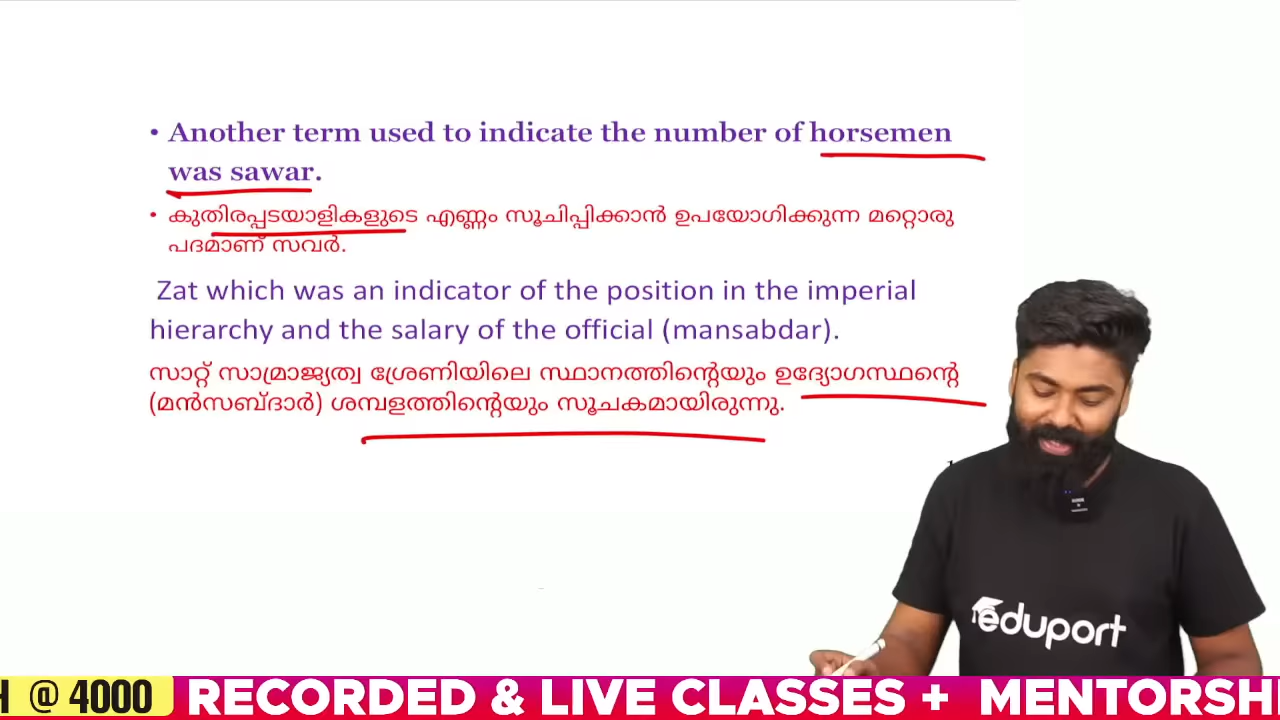 • Another term used to indicate the number of horsemen
was sawar.
• കുതിരപ്പടയാളികളുടെ എണ്ണം സൂചിപ്പിക്കാൻ ഉപയോഗിക്കുന്ന മറ്റൊരു
പദമാണ് സവർ.
Zat which was an indicator of the position in the imperial
hierarchy and the salary of the official (mansabdar).
സാറ്റ് സാമ്രാജ്യത്വ ശ്രേണിയിലെ സ്ഥാനത്തിന്റെയും ഉദ്യോഗസ്ഥന്റെ
(മൻസബ്ദാർ) ശമ്പളത്തിന്റെയും സൂചകമായിരുന്നു.
eduport
@ 4000 RECORDED & LIVE CLASSES + MENTORSH